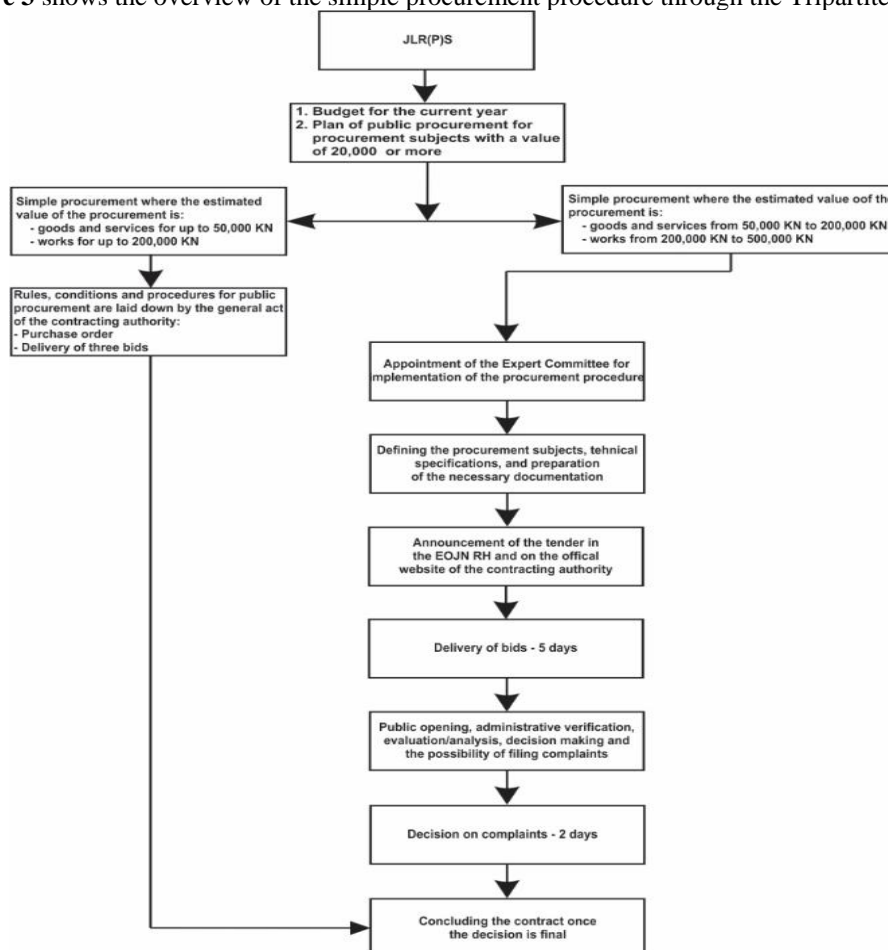 c 3 shows the overview of the simple procurement procedure through the Tripartite
JLR(P)S
1. Budget for the current year
2. Plan of public procurement for
procurement subjects with a value
of 20,000 or more
Simple procurement where the estimated
value of the procurement is:
- goods and services for up to 50,000 KN
- works for up to 200,000 KN
Simple procurement where the estimated value oof the
procurement is:
- goods and services from 50,000 KN to 200,000 KN
- works from 200,000 KN to 500,000 KN
Rules, conditions and procedures for public
procurement are laid down by the general act
of the contracting authority:
- Purchase order
- Delivery of three bids
Appointment of the Expert Committee for
implementation of the procurement procedure
Defining the procurement subjects, tehnical
specifications, and preparation
of the necessary documentation
Announcement of the tender in
the EOJN RH and on the offical
website of the contracting authority
Delivery of bids - 5 days
Public opening, administrative verification,
evaluation/analysis, decision making and
the possibility of filing complaints
Decision on complaints - 2 days
Concluding the contract once
the decision is final